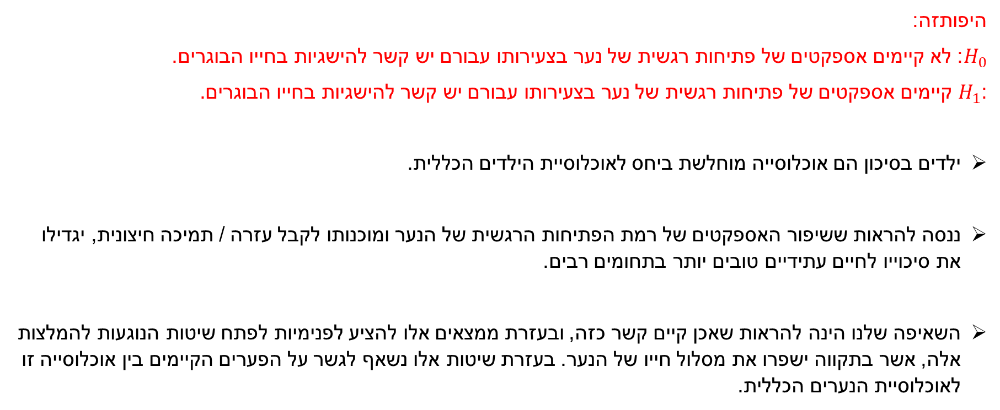 היפותזה:
H₀: לא קיימים אספקטים של פתיחות רגשית של נער בצעירותו עבורם יש קשר להישגיות בחייו הבוגרים.
:H₁ קיימים אספקטים של פתיחות רגשית של נער בצעירותו עבורם יש קשר להישגיות בחייו הבוגרים.
➢ ילדים בסיכון הם אוכלוסייה מוחלשת ביחס לאוכלוסיית הילדים הכללית.
➢ ננסה להראות ששיפור האספקטים של רמת הפתיחות הרגשית של הנער ומוכנותו לקבל עזרה / תמיכה חיצונית, יגדילו
את סיכוייו לחיים עתידיים טובים יותר בתחומים רבים.
➢ השאיפה שלנו הינה להראות שאכן קיים קשר כזה, ובעזרת ממצאים אלו להציע לפנימיות לפתח שיטות הנוגעות להמלצות
אלה, אשר בתקווה ישפרו את מסלול חייו של הנער. בעזרת שיטות אלו נשאף לגשר על הפערים הקיימים בין אוכלוסייה זו
לאוכלוסיית הנערים הכללית.